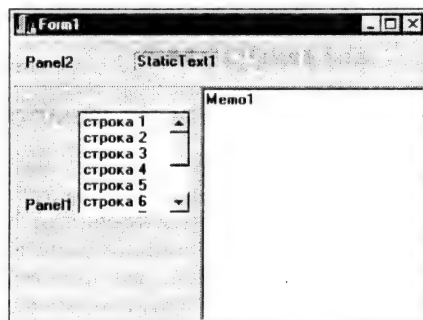 Form1
Panel2 StaticText1
Memo1
строка 1
строка 2
строка 3
строка 4
строка 5
Panel1 строка 6